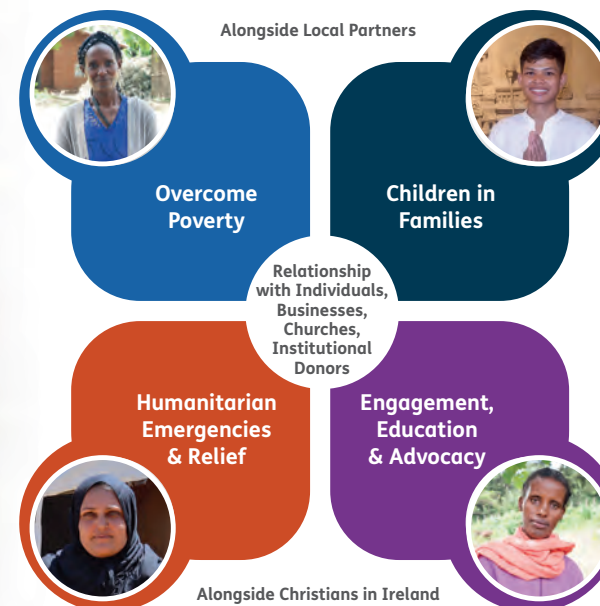 Alongside Local Partners
Overcome
Poverty
Children in
Families
Relationship
with Individuals,
Businesses,
Churches,
Institutional
Donors
Humanitarian
Emergencies
& Relief
Engagement,
Education
& Advocacy
Alongside Christians in Ireland